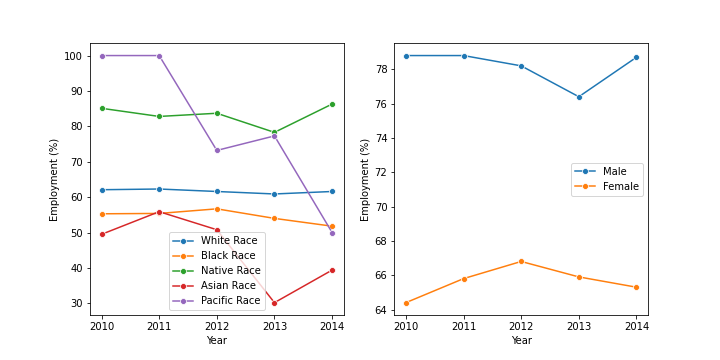 100
90
80
70
60
50
40
30
Employment (%)
2010 2011 2012 2013 2014
Year
White Race
Black Race
Native Race
Asian Race
Pacific Race
78
76
74
72
70
68
66
64
Employment (%)
2010 2011 2012 2013 2014
Year
Male
Female